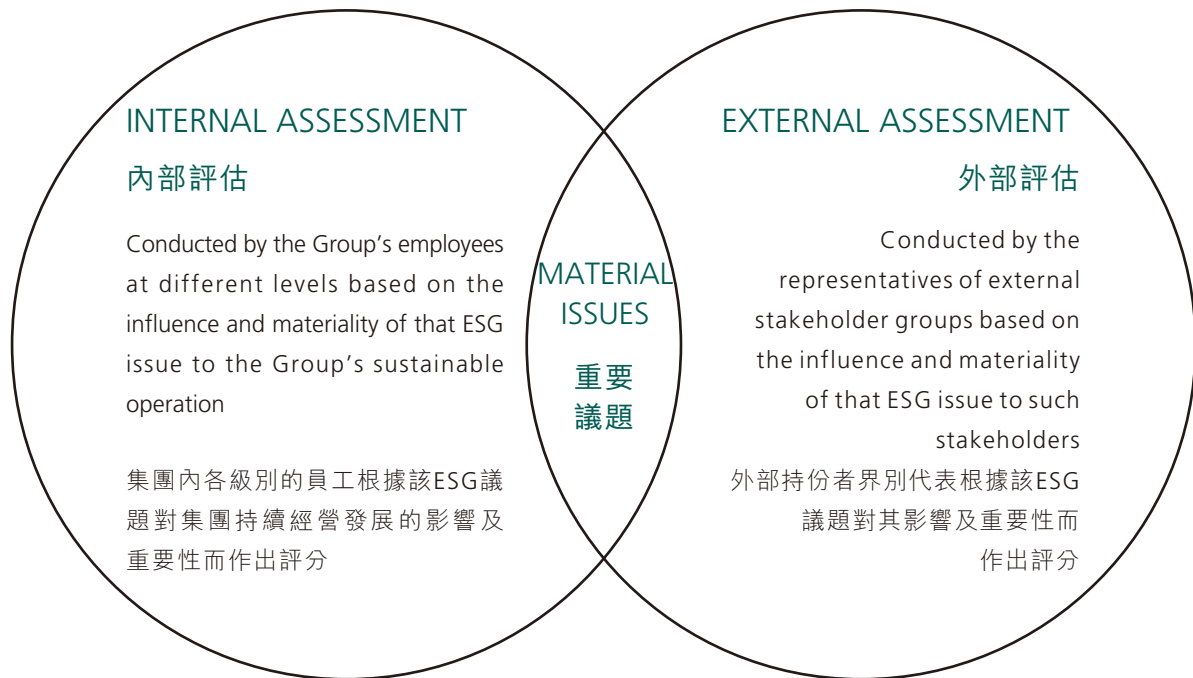 INTERNAL ASSESSMENT
內部評估
Conducted by the Group’s employees
at different levels based on the
influence and materiality of that ESG
issue to the Group’s sustainable
operation
集團內各級別的員工根據該ESG議
題對集團持續經營發展的影響及
重要性而作出評分
MATERIAL
ISSUES
重要
議題
EXTERNAL ASSESSMENT
外部評估
Conducted by the
representatives of external
stakeholder groups based on
the influence and materiality
of that ESG issue to such
stakeholders
外部持份者界別代表根據該ESG
議題對其影響及重要性而
作出評分